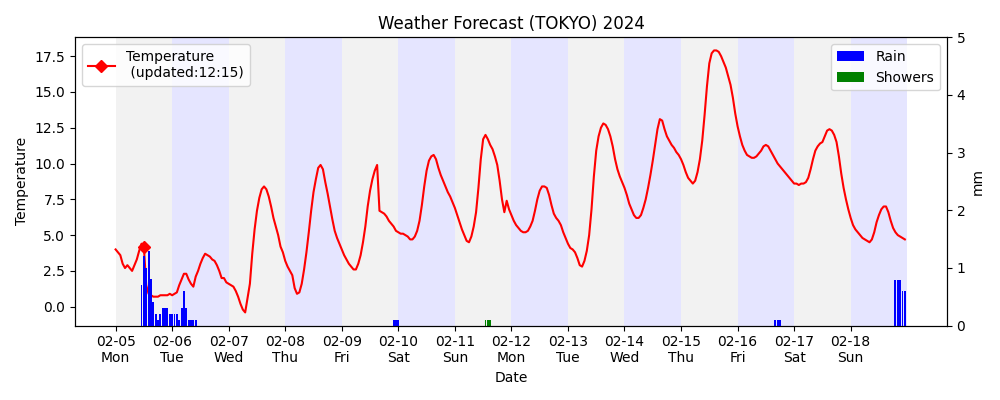 Weather Forecast (TOKYO) 2024
Temperature
(updated:12:15)
Rain
Showers
17.5
15.0
12.5
10.0
7.5
5.0
2.5
0.0
Temperature
5
4
3
2
1
0
mm
02-05 02-06 02-07 02-08 02-09 02-10 02-11 02-12 02-13 02-14 02-15 02-16 02-17 02-18
Mon Tue Wed Thu Fri Sat Sun Mon Tue Wed Thu Fri Sat Sun
Date